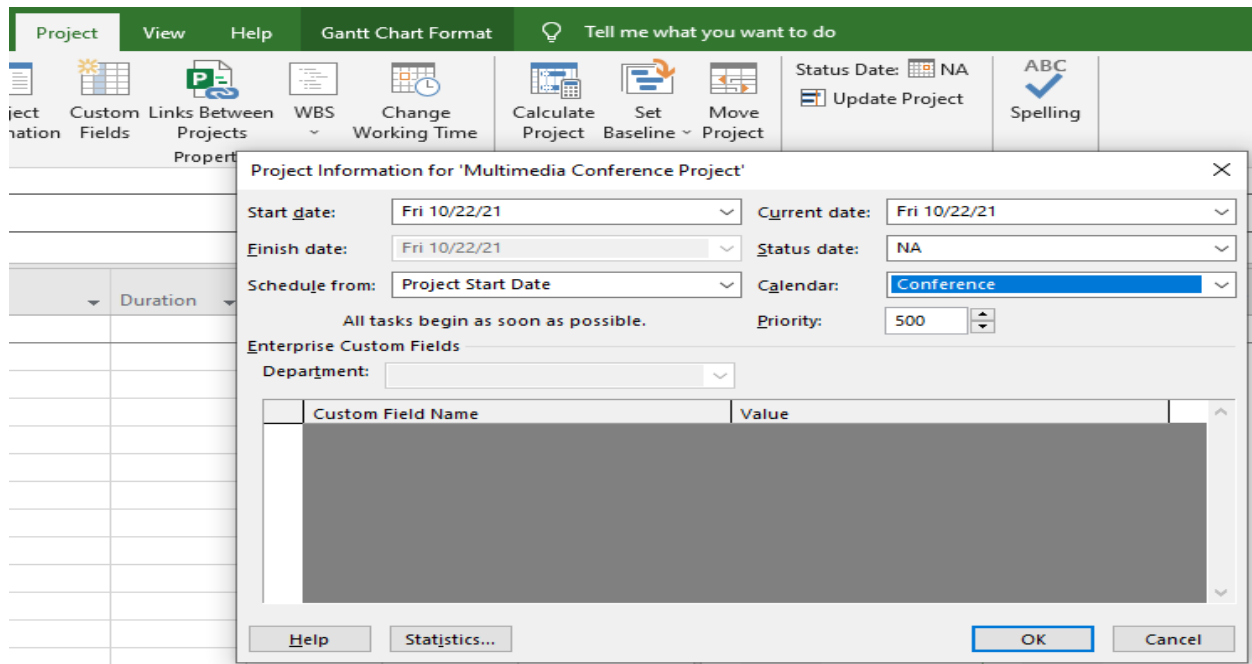 Project View Help Gantt Chart Format Tell me what you want to do
ject Custom Links Between WBS Change Calculate Set Move Status Date: NA ABC
nation Fields Projects Working Time Project Baseline Project Update Project Spelling
Propert
Project Information for 'Multimedia Conference Project'
Start date: Fri 10/22/21 Current date: Fri 10/22/21
Finish date: Fri 10/22/21 Status date: NA
Schedule from: Project Start Date Calendar: Conference
All tasks begin as soon as possible. Priority: 500
Duration
Enterprise Custom Fields
Department:
Custom Field Name Value
Help Statistics... OK Cancel